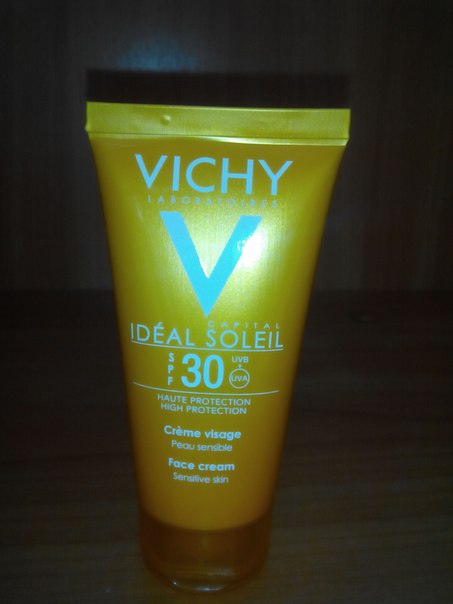 VICHY
LABORATOIRES
V
CAPITAL
IDÉAL SOLEIL
SPF 30 UVB + UVA
HAUTE PROTECTION
HIGH PROTECTION
Crème visage
Peau sensible
Face cream
Sensitive skin